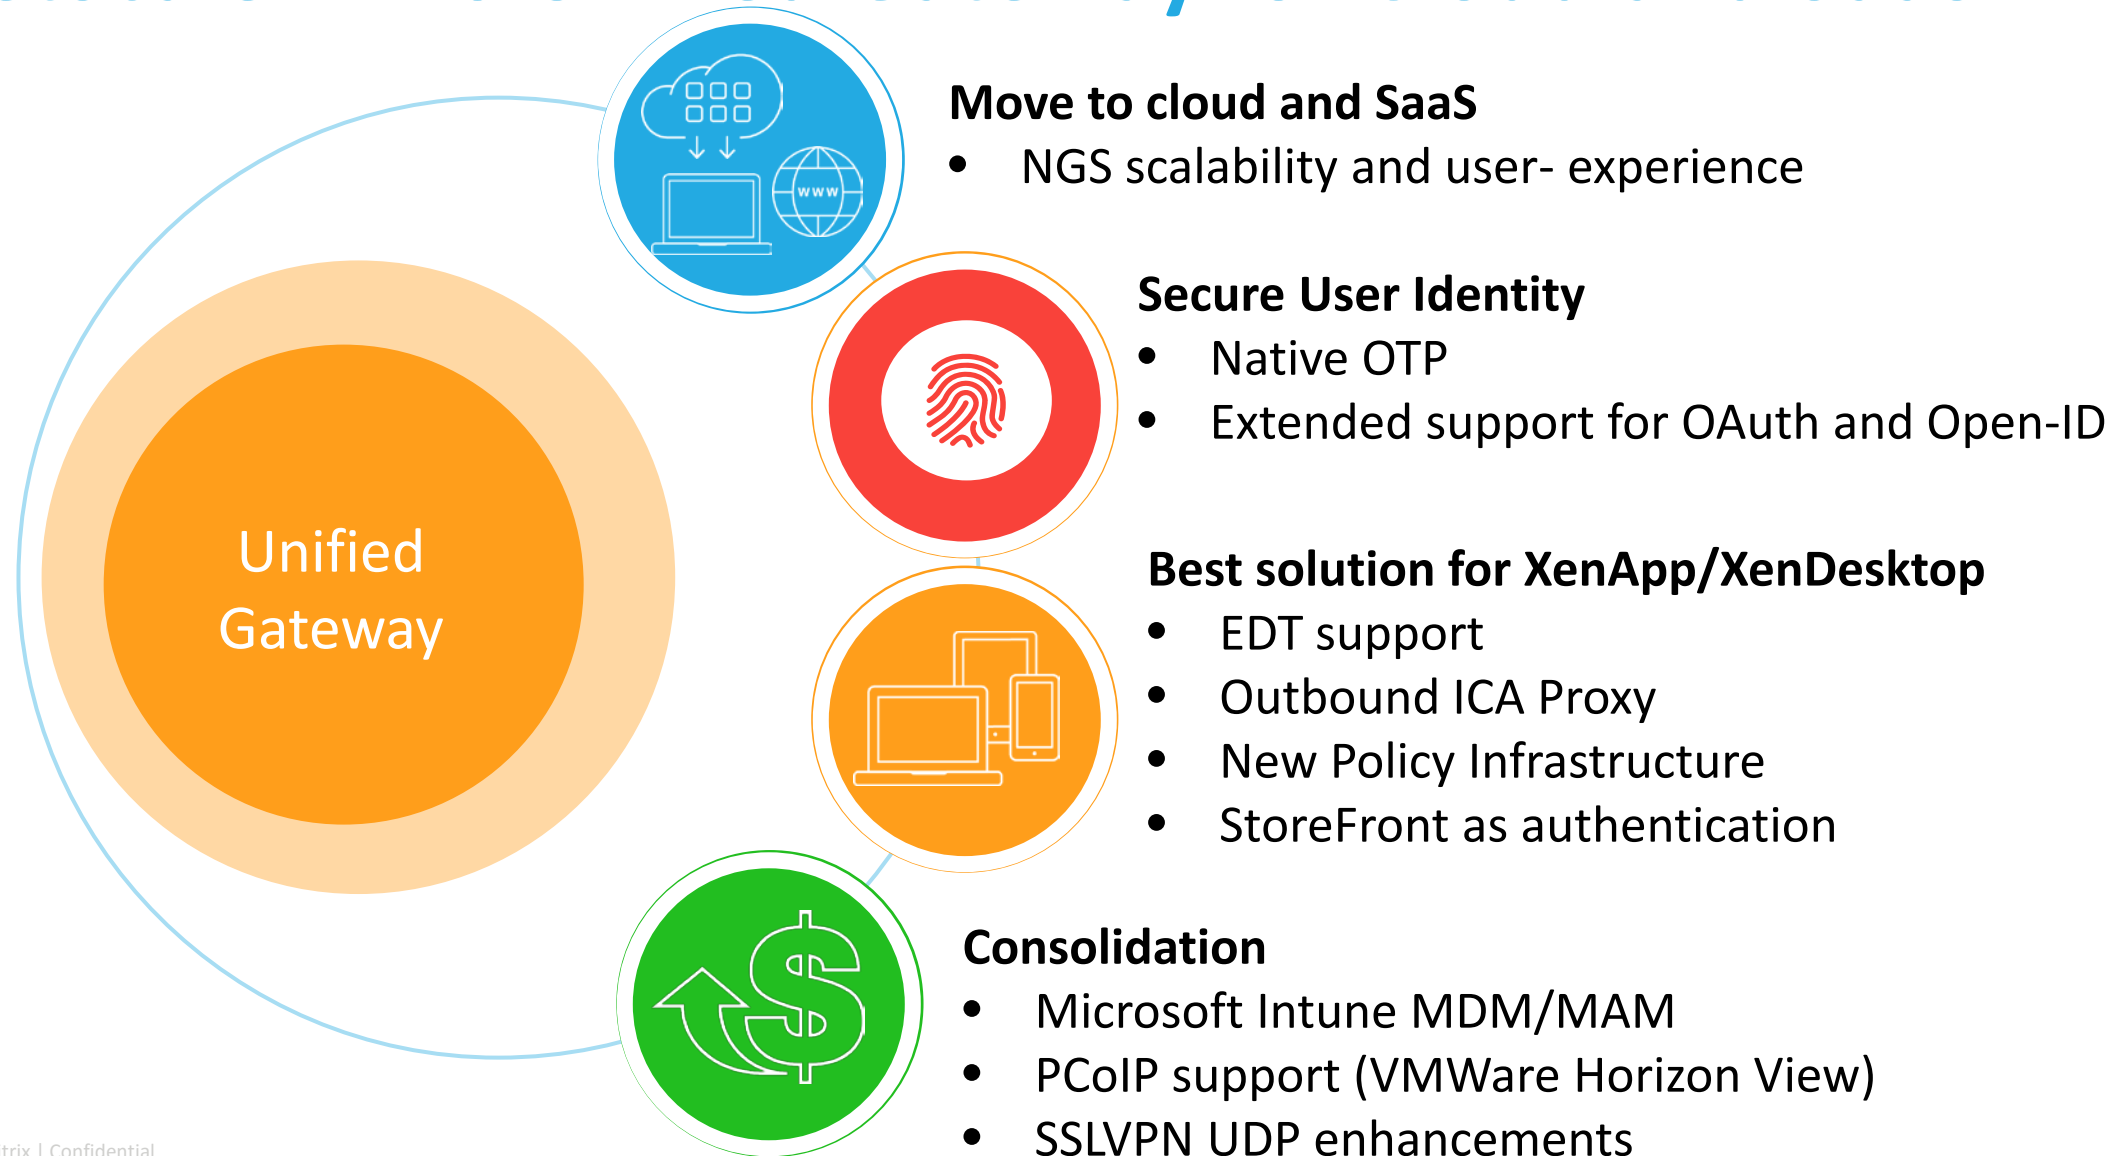 Move to cloud and SaaS
• NGS scalability and user- experience
www
Secure User Identity
• Native OTP
• Extended support for OAuth and Open-ID
Unified
Gateway
Best solution for XenApp/XenDesktop
• EDT support
• Outbound ICA Proxy
• New Policy Infrastructure
• StoreFront as authentication
Consolidation
• Microsoft Intune MDM/MAM
• PCoIP support (VMWare Horizon View)
• SSLVPN UDP enhancements
trix | Confidential